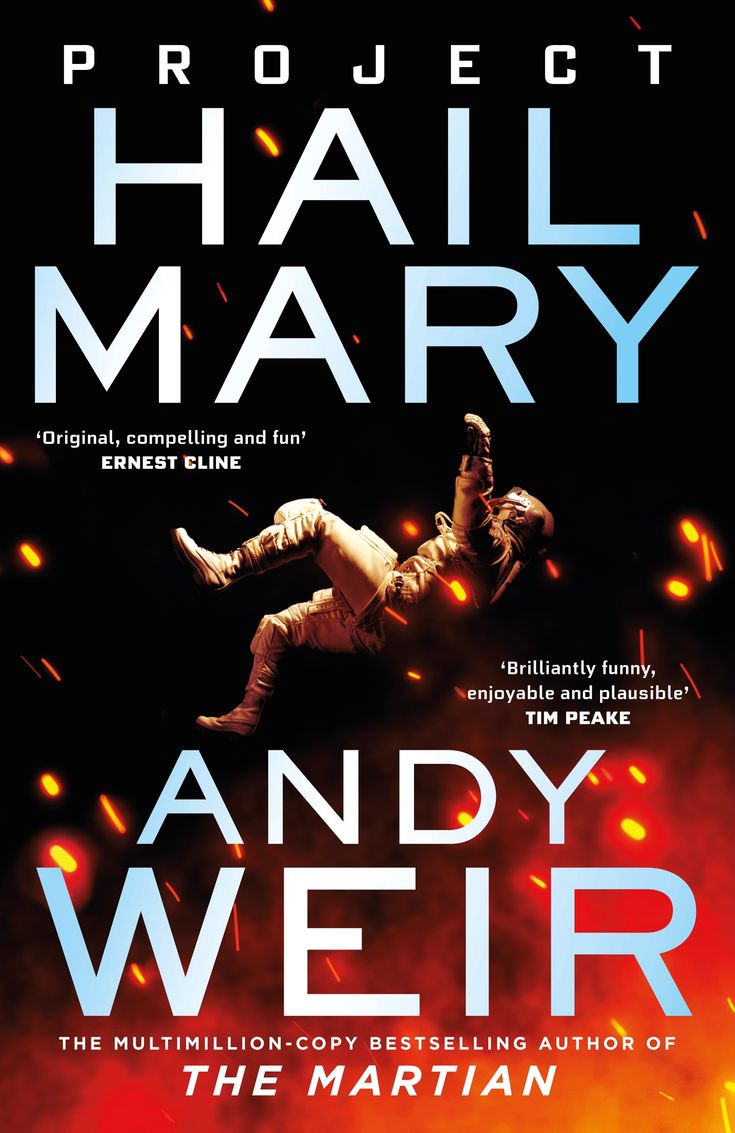 PROJECT
HAIL
MARY
‘Original, compelling and fun’
ERNEST CLINE
‘Brilliantly funny,
enjoyable and plausible’
TIM PEAKE
ANDY
WEIR
THE MULTIMILLION-COPY BESTSELLING AUTHOR OF
THE MARTIAN